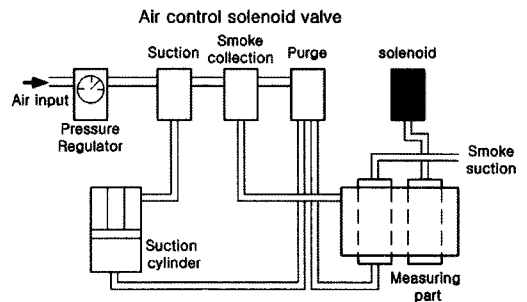 Air control solenoid valve
Suction
Smoke
collection
Purge
solenoid
Air input
Pressure
Regulator
Smoke
suction
Suction
cylinder
Measuring
part